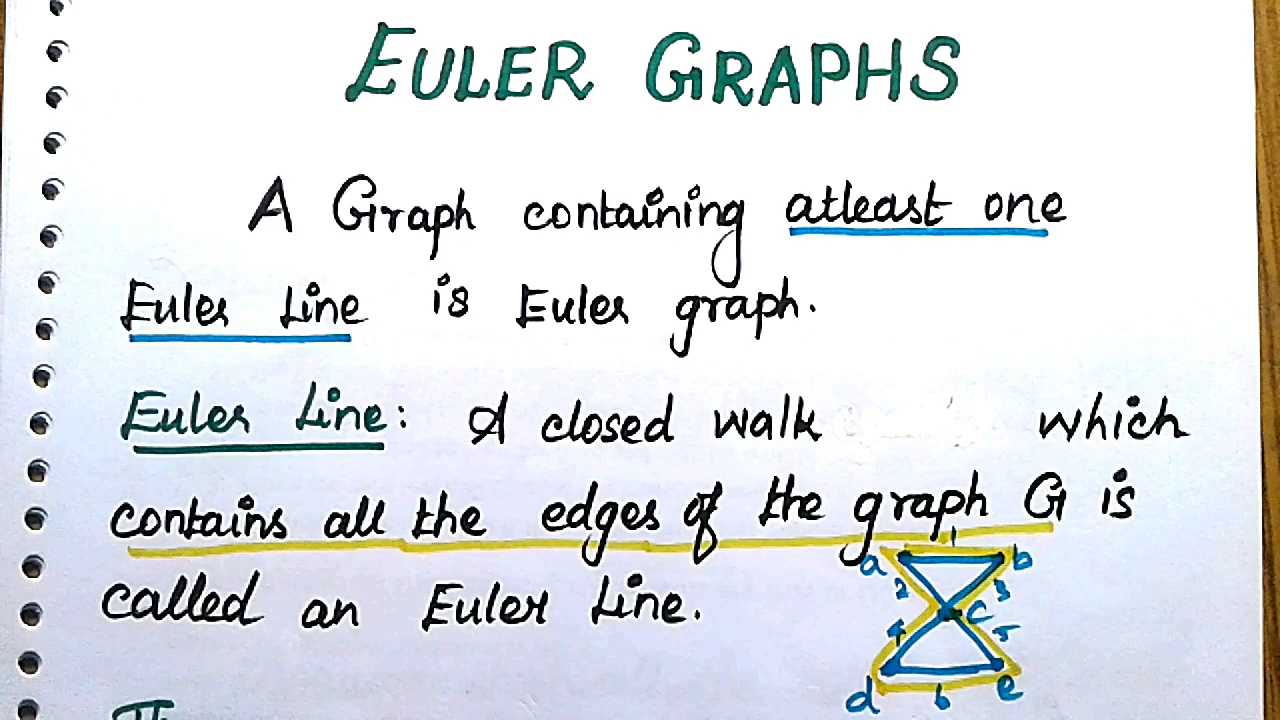 EULER GRAPHS
A Graph containing atleast one
Euler Line is Euler graph.
Euler Line: A closed walk which
contains all the edges of the graph G is
called an Euler Line.
a 1 b
2 3
c
4 5
d 6 e